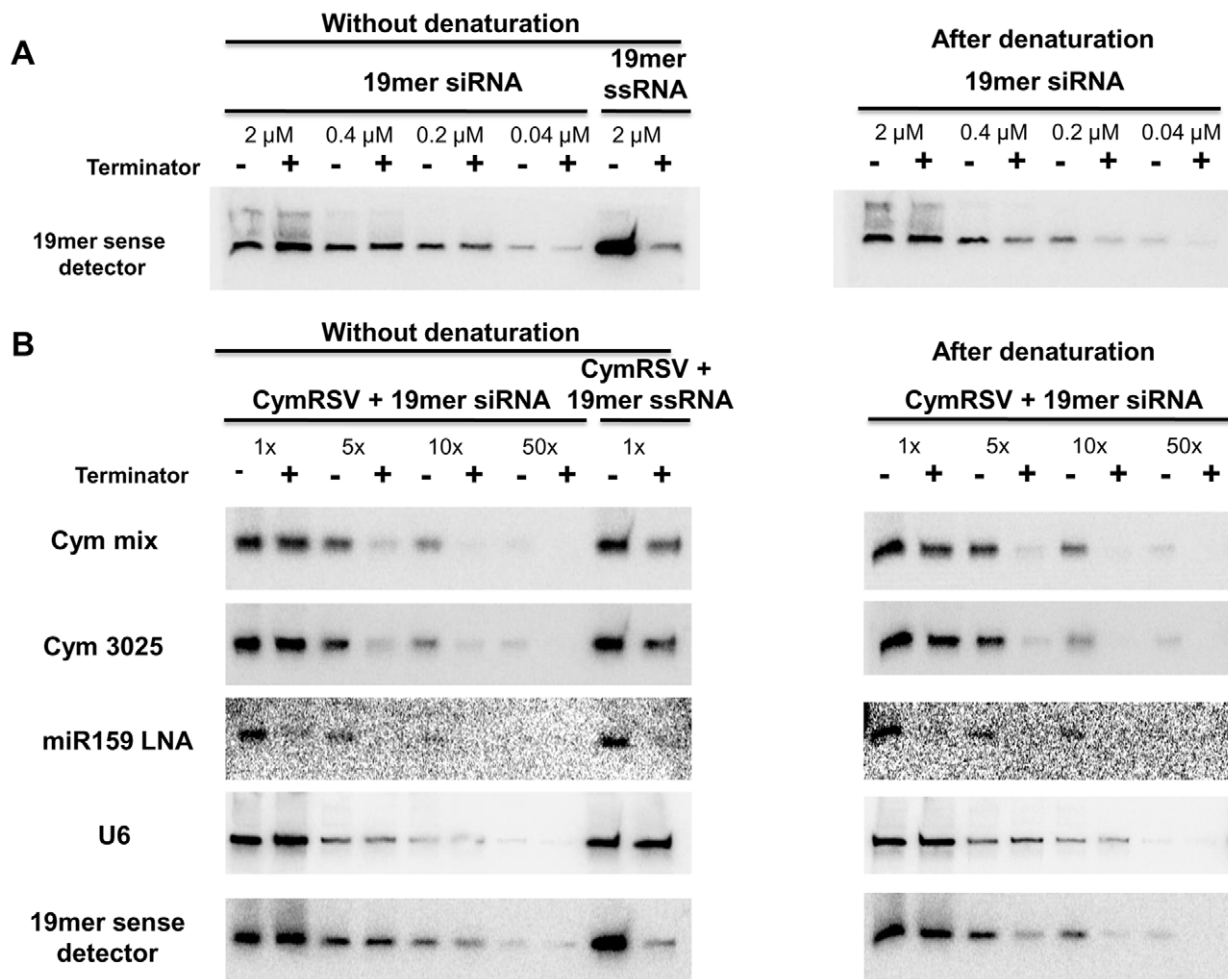 A
Without denaturation
19mer siRNA
19mer
ssRNA
2 µM 0.4 µM 0.2 µM 0.04 µM 2 µM
Terminator - + - + - + - + - +
19mer sense
detector
After denaturation
19mer siRNA
2 µM 0.4 µM 0.2 µM 0.04 µM
- + - + - + - +
B
Without denaturation
CymRSV + 19mer siRNA
CymRSV +
19mer ssRNA
1x 5x 10x 50x 1x
Terminator - + - + - + - + - +
After denaturation
CymRSV + 19mer siRNA
1x 5x 10x 50x
- + - + - + - +
Cym mix
Cym 3025
miR159 LNA
U6
19mer sense
detector